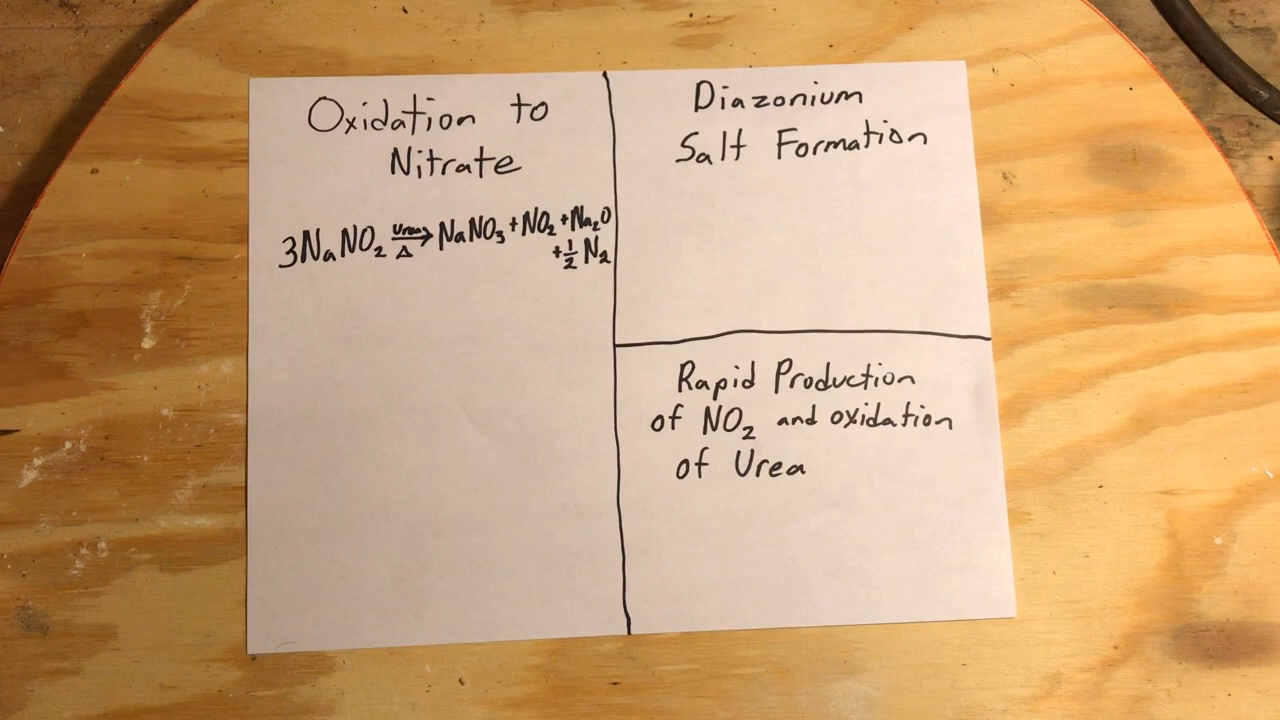 Oxidation to
Nitrate
3NaNO₂ —Urea/Δ→ NaNO₃ + NO₂ + Na₂O
+ ½ N₂
Diazonium
Salt Formation
Rapid Production
of NO₂ and oxidation
of Urea